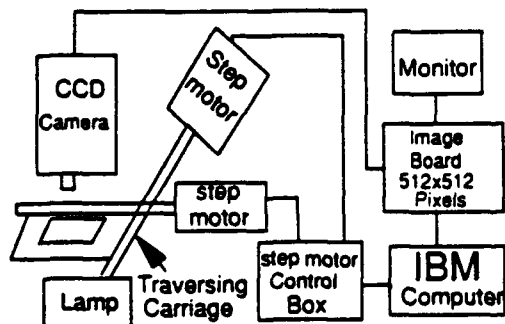 CCD
Camera
Step
motor
Monitor
Image
Board
512x512
Pixels
step
motor
step motor
Control
Box
IBM
Computer
Lamp
Traversing
Carriage